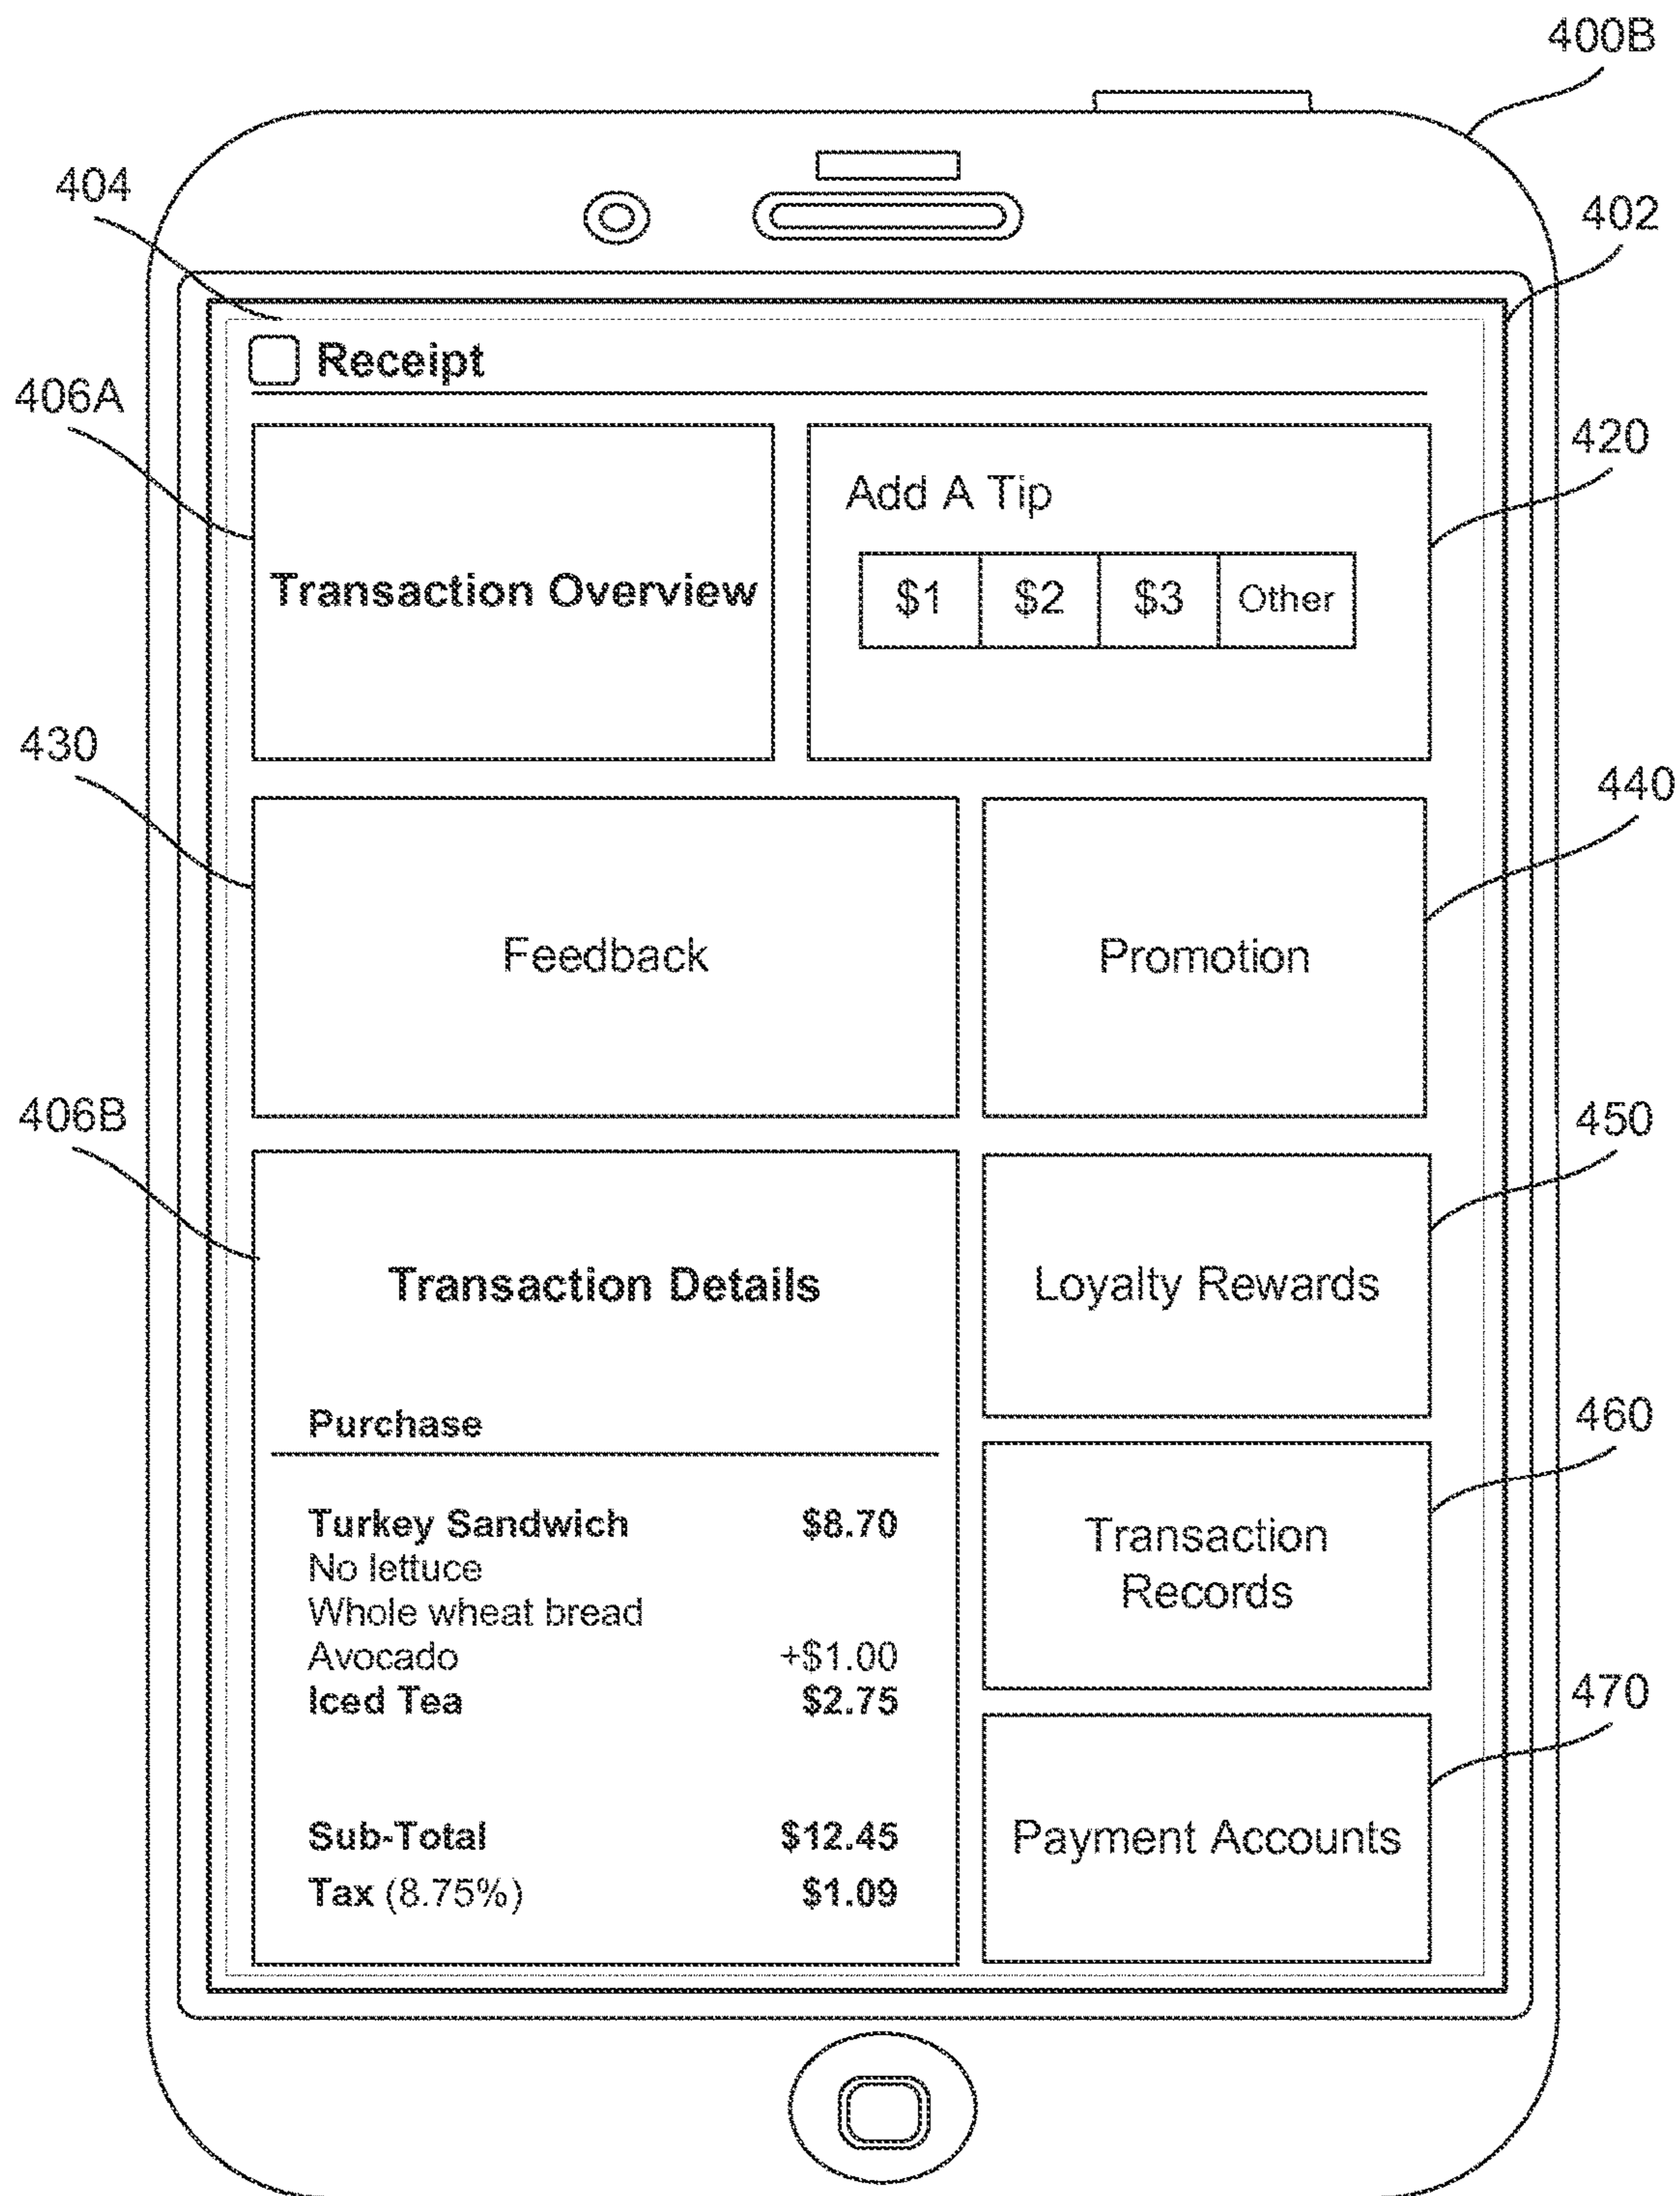 400B
404
402
Receipt
406A
420
Add A Tip
$1 $2 $3 Other
Transaction Overview
430
440
Feedback
Promotion
406B
450
Transaction Details
Loyalty Rewards
Purchase
460
Turkey Sandwich $8.70
No lettuce
Whole wheat bread
Avocado +$1.00
Iced Tea $2.75
Transaction
Records
470
Sub-Total $12.45
Tax (8.75%) $1.09
Payment Accounts